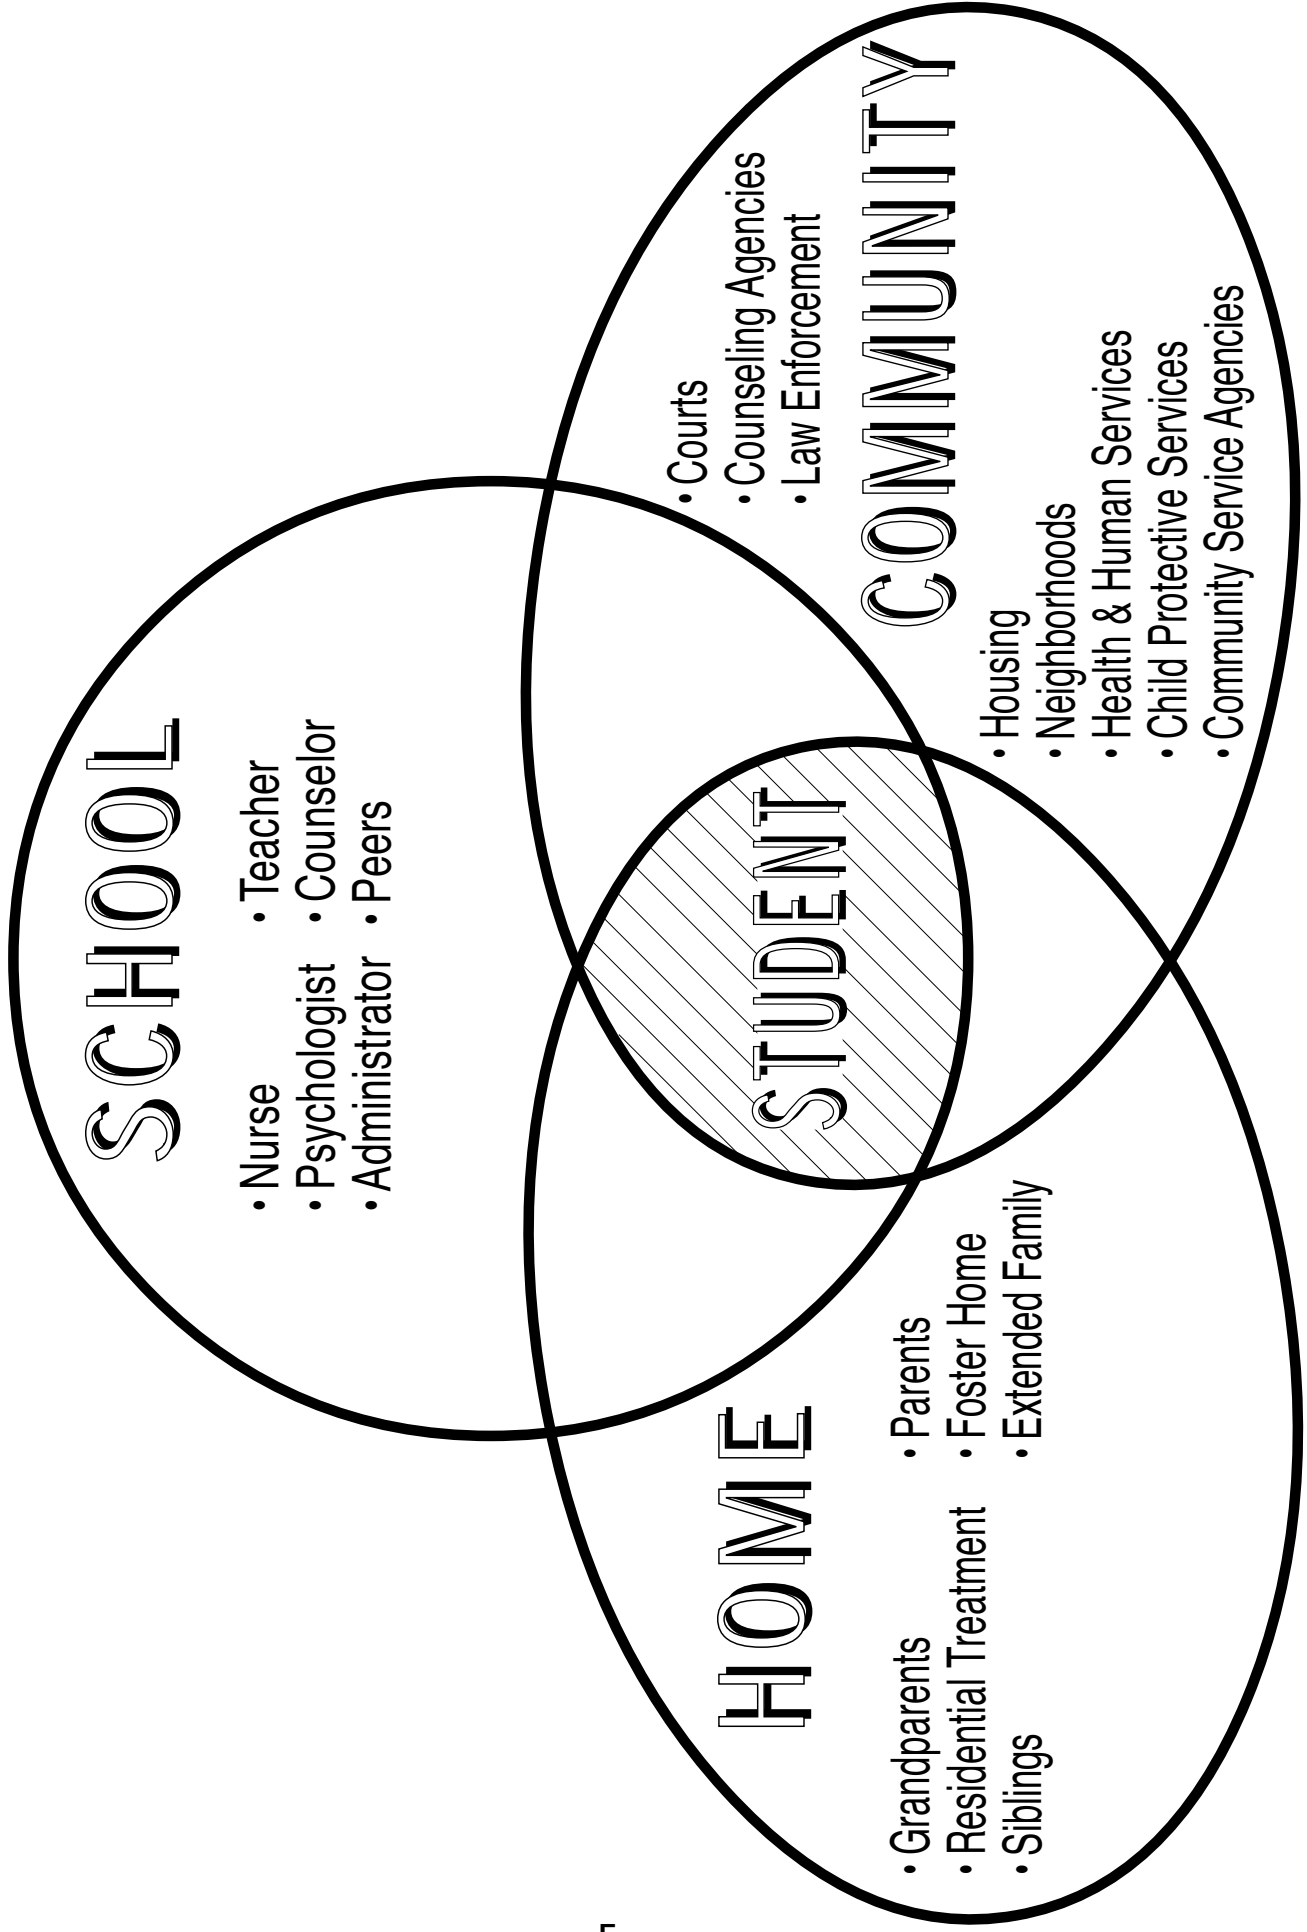 SCHOOL
• Nurse
• Psychologist
• Administrator
• Teacher
• Counselor
• Peers
HOME
• Grandparents
• Residential Treatment
• Siblings
• Parents
• Foster Home
• Extended Family
STUDENT
• Courts
• Counseling Agencies
• Law Enforcement
COMMUNITY
• Housing
• Neighborhoods
• Health & Human Services
• Child Protective Services
• Community Service Agencies